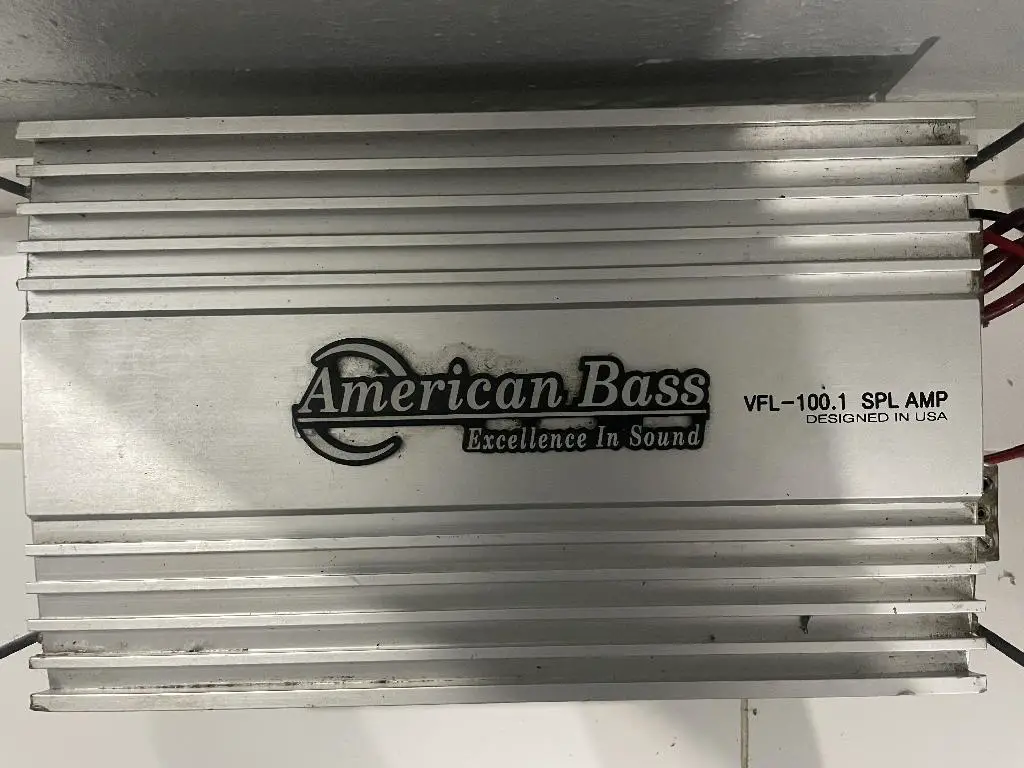 American Bass
Excellence In Sound
VFL-100.1 SPL AMP
DESIGNED IN USA